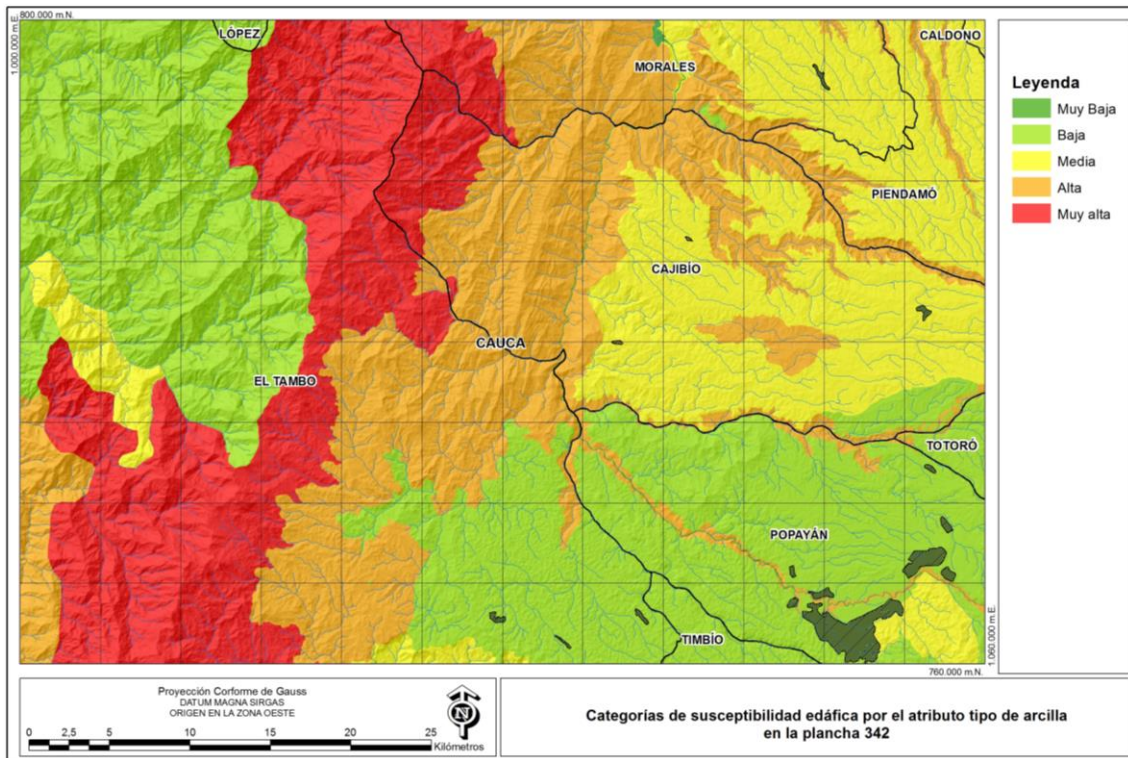 800.000 m.N.
1.000.000 m.E.
LÓPEZ
MORALES
CALDONO
PIENDAMÓ
CAJIBÍO
CAUCA
EL TAMBO
TOTORÓ
POPAYÁN
TIMBÍO
1.060.000 m.E.
760.000 m.N.
Leyenda
Muy Baja
Baja
Media
Alta
Muy alta
Proyección Corforme de Gauss
DATUM MAGNA SIRGAS
ORIGEN EN LA ZONA OESTE
0 2,5 5 10 15 20 25
Kilómetros
N
Categorías de susceptibilidad edáfica por el atributo tipo de arcilla
en la plancha 342